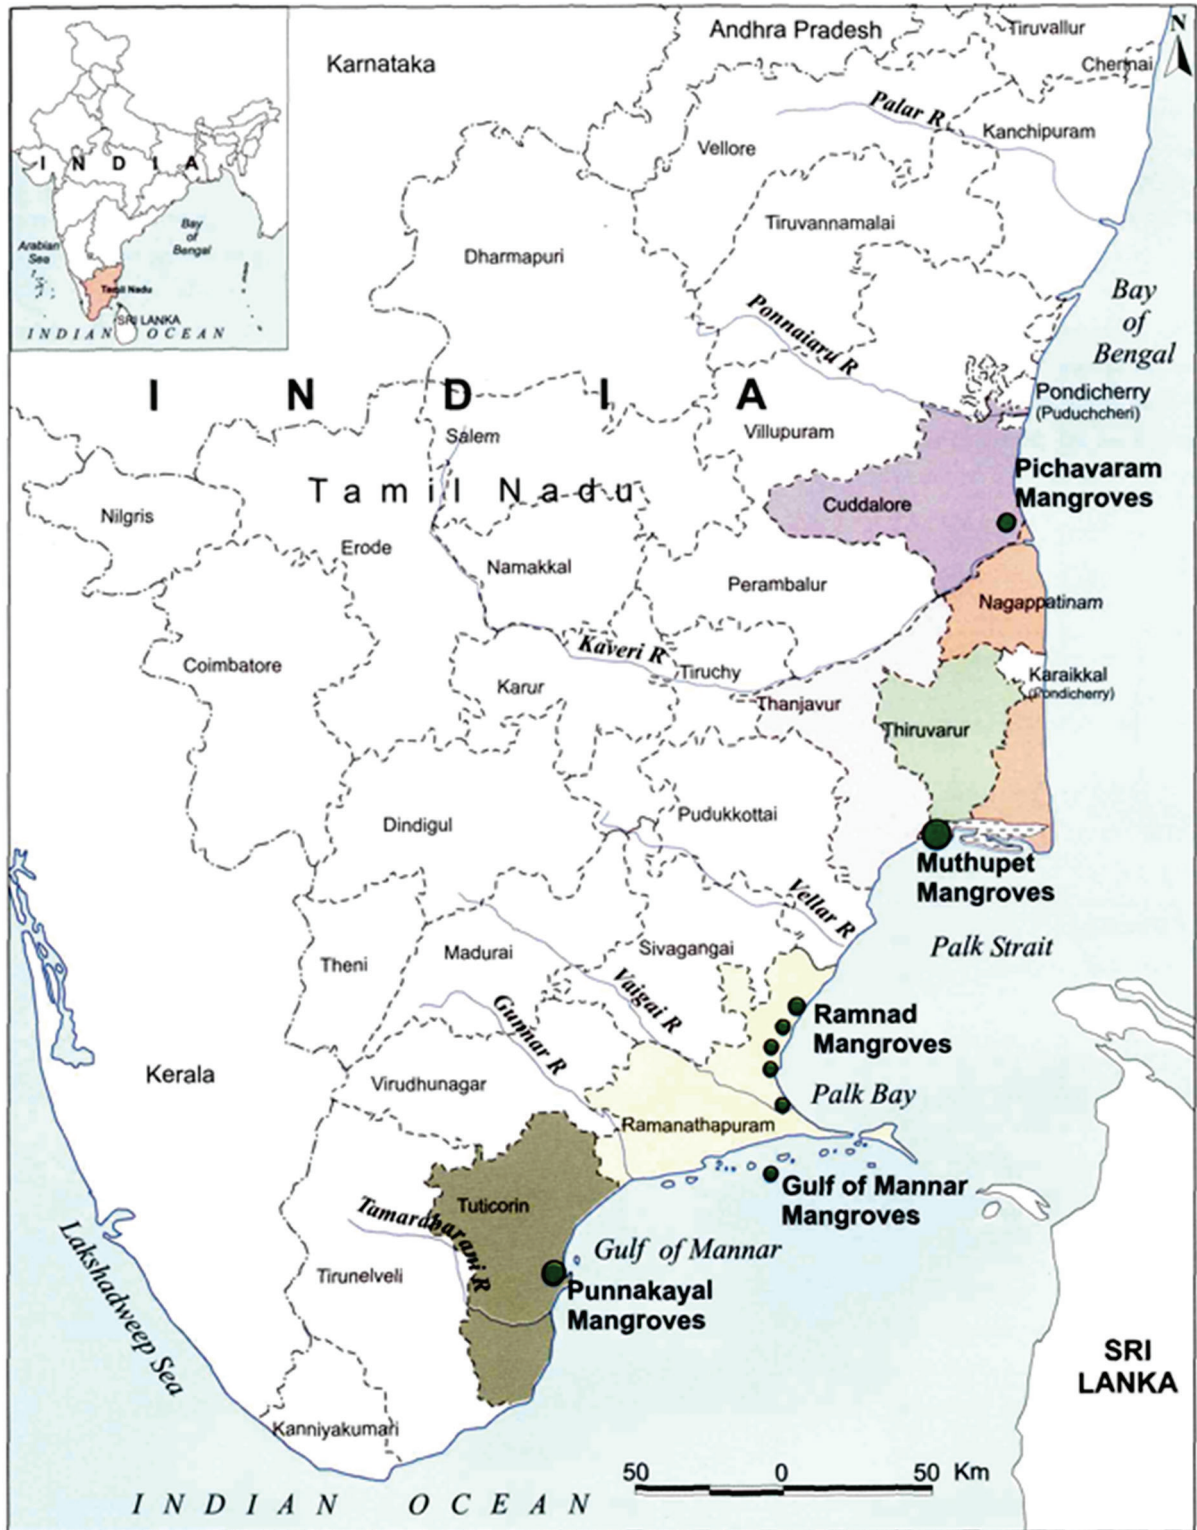 N
Andhra Pradesh
Tiruvallur
Karnataka
Chennai
Palar R
Kanchipuram
Vellore
I N D I A
Bay
of
Bengal
Arabian
Sea
Tamil Nadu
SRI LANKA
INDIAN OCEAN
Tiruvannamalai
Dharmapuri
Bay
of
Bengal
Ponnaiaru R
I N D I A
Pondicherry
(Puduchcheri)
Salem
Villupuram
Tamil Nadu
Pichavaram
Mangroves
Cuddalore
Nilgris
Erode
Namakkal
Perambalur
Nagappatinam
Kaveri R
Coimbatore
Tiruchy
Karur
Karaikkal
(Pondicherry)
Thanjavur
Thiruvarur
Pudukkottai
Dindigul
Muthupet
Mangroves
Vellar R
Palk Strait
Sivagangai
Madurai
Theni
Vaigai R
Gunnar R
Ramnad
Mangroves
Kerala
Virudhunagar
Palk Bay
Ramanathapuram
Gulf of Mannar
Mangroves
Tuticorin
Tamarabarani R
Gulf of Mannar
Tirunelveli
Punnakayal
Mangroves
Lakshadweep Sea
SRI
LANKA
Kanniyakumari
50 0 50 Km
INDIAN OCEAN